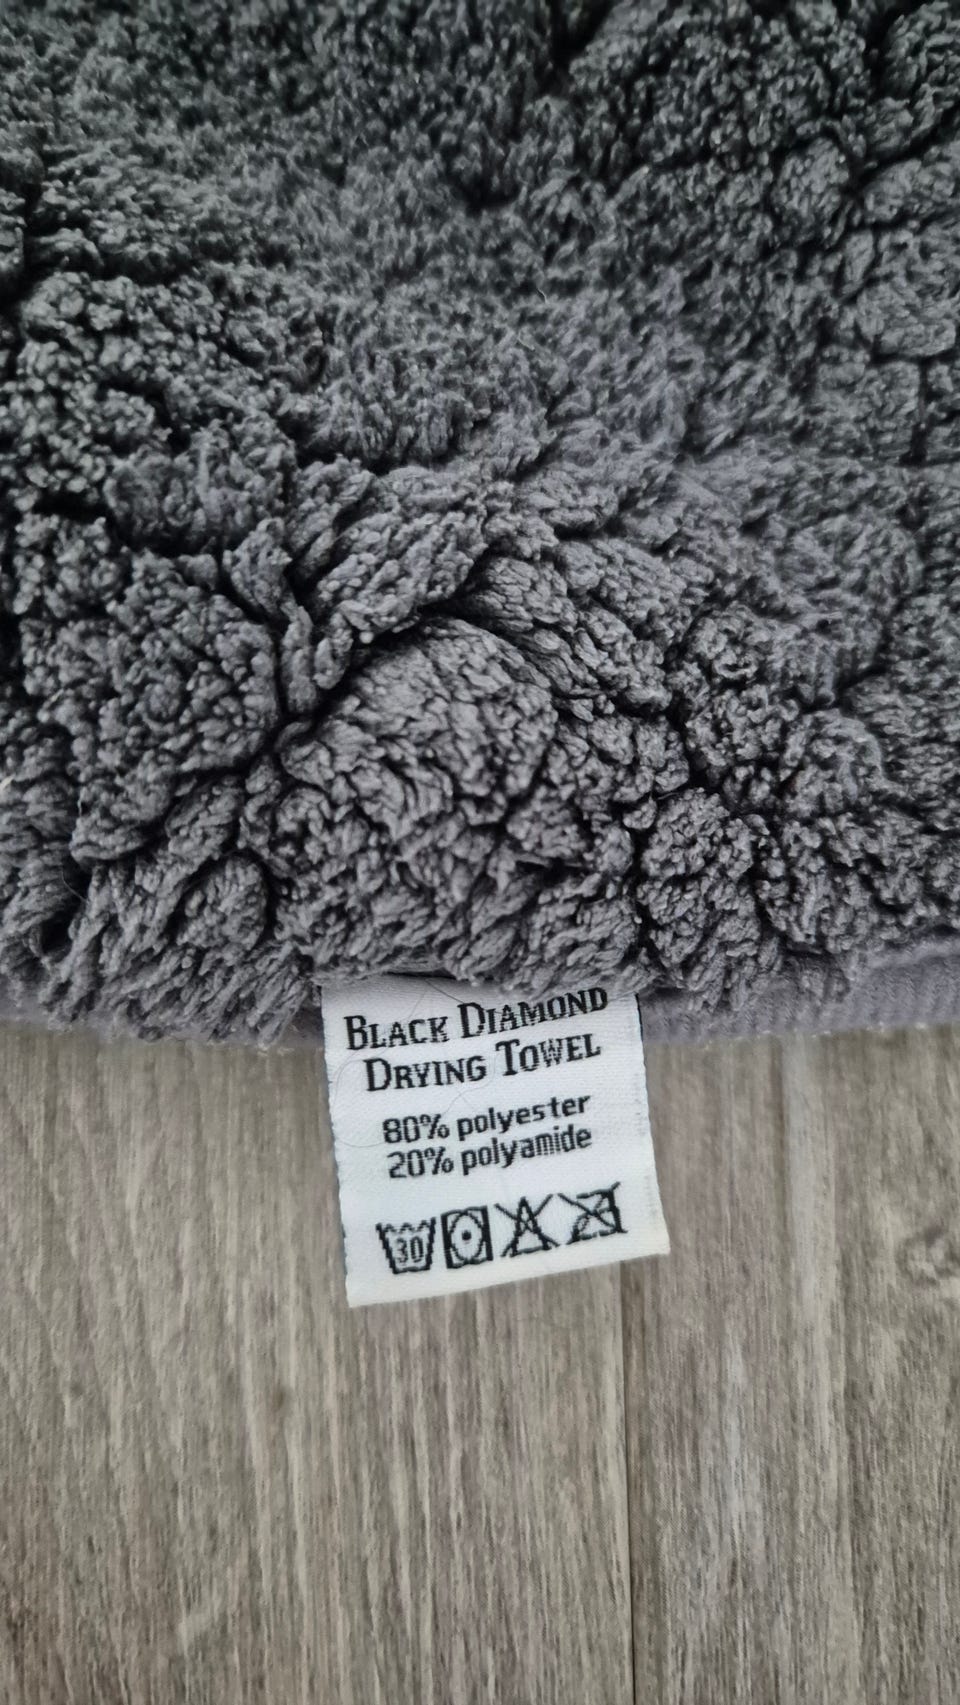 BLACK DIAMOND
DRYING TOWEL
80% polyester
20% polyamide
30